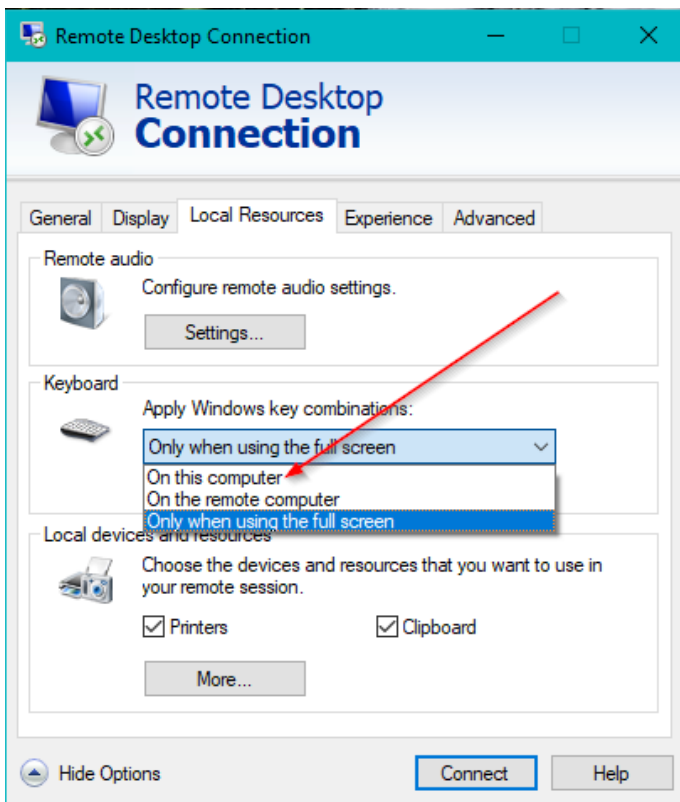 Remote Desktop Connection
Remote Desktop
Connection
General Display Local Resources Experience Advanced
Remote audio
Configure remote audio settings.
Settings...
Keyboard
Apply Windows key combinations:
Only when using the full screen
On this computer
On the remote computer
Only when using the full screen
Local devices and resources
Choose the devices and resources that you want to use in
your remote session.
Printers Clipboard
More...
Hide Options Connect Help